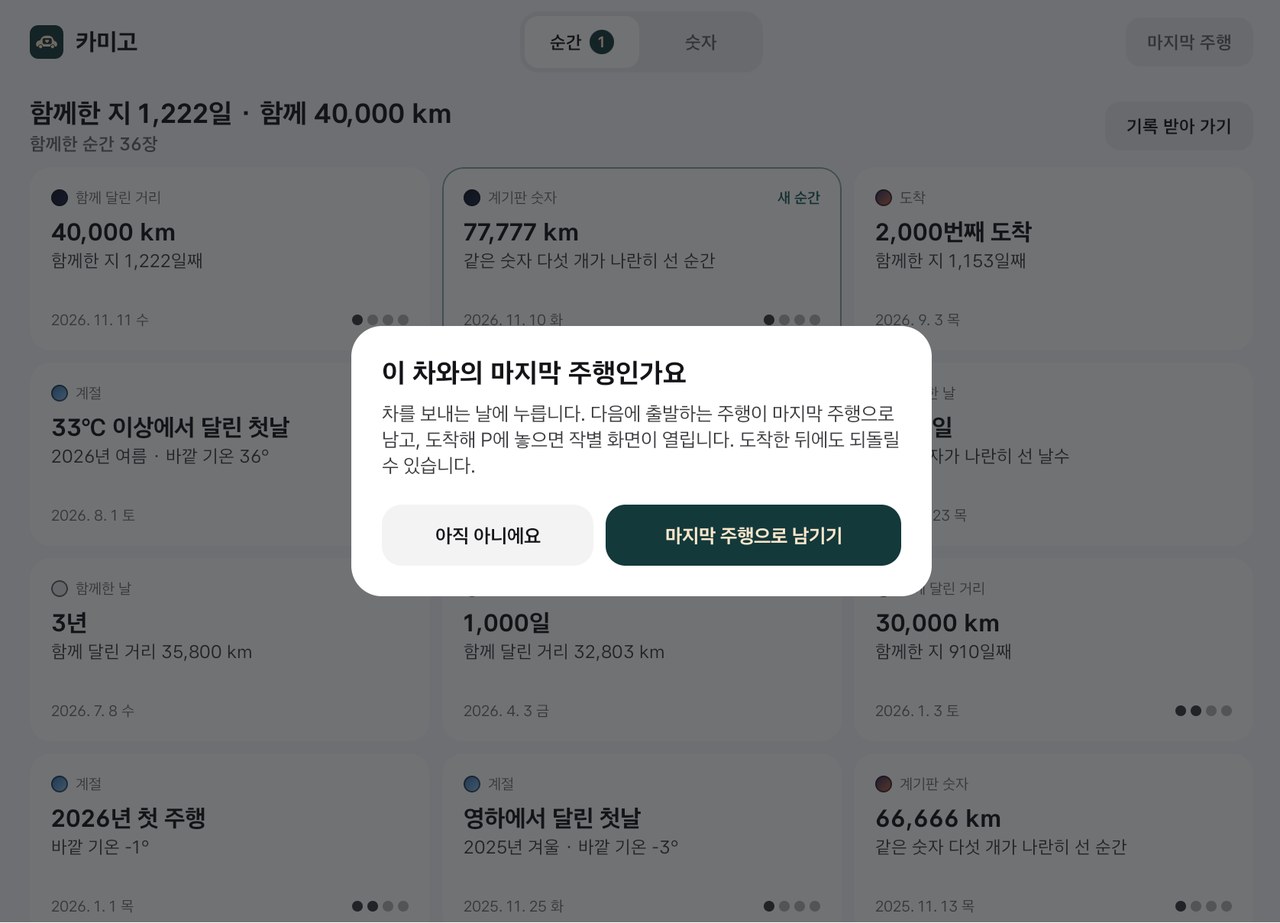 카미고
순간 1
숫자
마지막 주행
함께한 지 1,222일 · 함께 40,000 km
함께한 순간 36장
기록 받아 가기
함께 달린 거리
40,000 km
함께한 지 1,222일째
2026. 11. 11 수
계기판 숫자
새 순간
77,777 km
같은 숫자 다섯 개가 나란히 선 순간
2026. 11. 10 화
도착
2,000번째 도착
함께한 지 1,153일째
2026. 9. 3 목
이 차와의 마지막 주행인가요
차를 보내는 날에 누릅니다. 다음에 출발하는 주행이 마지막 주행으로
남고, 도착해 P에 놓으면 작별 화면이 열립니다. 도착한 뒤에도 되돌릴
수 있습니다.
아직 아니에요
마지막 주행으로 남기기
계절
33°C 이상에서 달린 첫날
2026년 여름 · 바깥 기온 36°
2026. 8. 1 토
한 날
일
자가 나란히 선 날수
23 목
함께한 날
3년
함께 달린 거리 35,800 km
2026. 7. 8 수
1,000일
함께 달린 거리 32,803 km
2026. 4. 3 금
달린 거리
30,000 km
함께한 지 910일째
2026. 1. 3 토
계절
2026년 첫 주행
바깥 기온 -1°
2026. 1. 1 목
계절
영하에서 달린 첫날
2025년 겨울 · 바깥 기온 -3°
2025. 11. 25 화
계기판 숫자
66,666 km
같은 숫자 다섯 개가 나란히 선 순간
2025. 11. 13 목